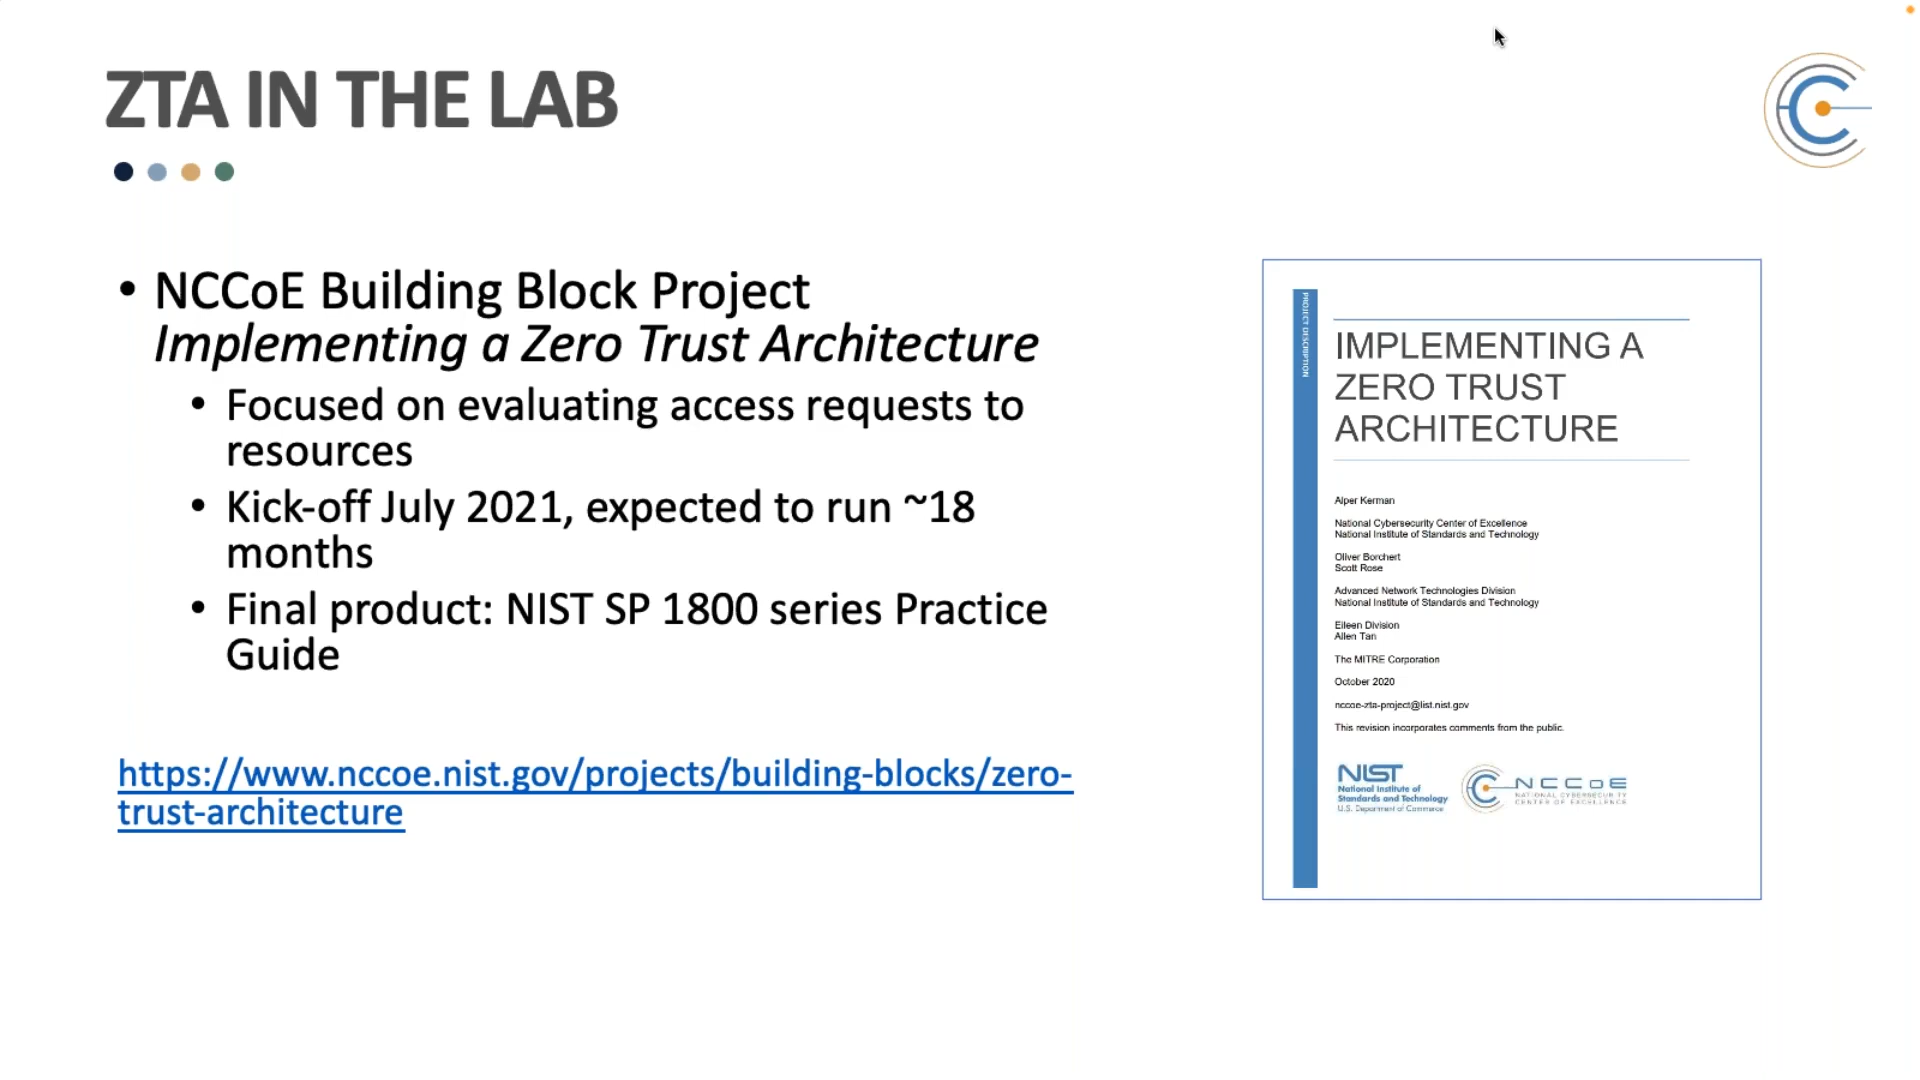 ZTA IN THE LAB
• NCCoE Building Block Project
Implementing a Zero Trust Architecture
• Focused on evaluating access requests to
resources
• Kick-off July 2021, expected to run ~18
months
• Final product: NIST SP 1800 series Practice
Guide
https://www.nccoe.nist.gov/projects/building-blocks/zero-
trust-architecture
PROJECT DESCRIPTION
IMPLEMENTING A
ZERO TRUST
ARCHITECTURE
Alper Kerman
National Cybersecurity Center of Excellence
National Institute of Standards and Technology
Oliver Borchert
Scott Rose
Advanced Network Technologies Division
National Institute of Standards and Technology
Eileen Division
Allen Tan
The MITRE Corporation
October 2020
nccoe-zta-project@list.nist.gov
This revision incorporates comments from the public.
NIST
National Institute of
Standards and Technology
U.S. Department of Commerce
NCCoE
NATIONAL CYBERSECURITY
CENTER OF EXCELLENCE